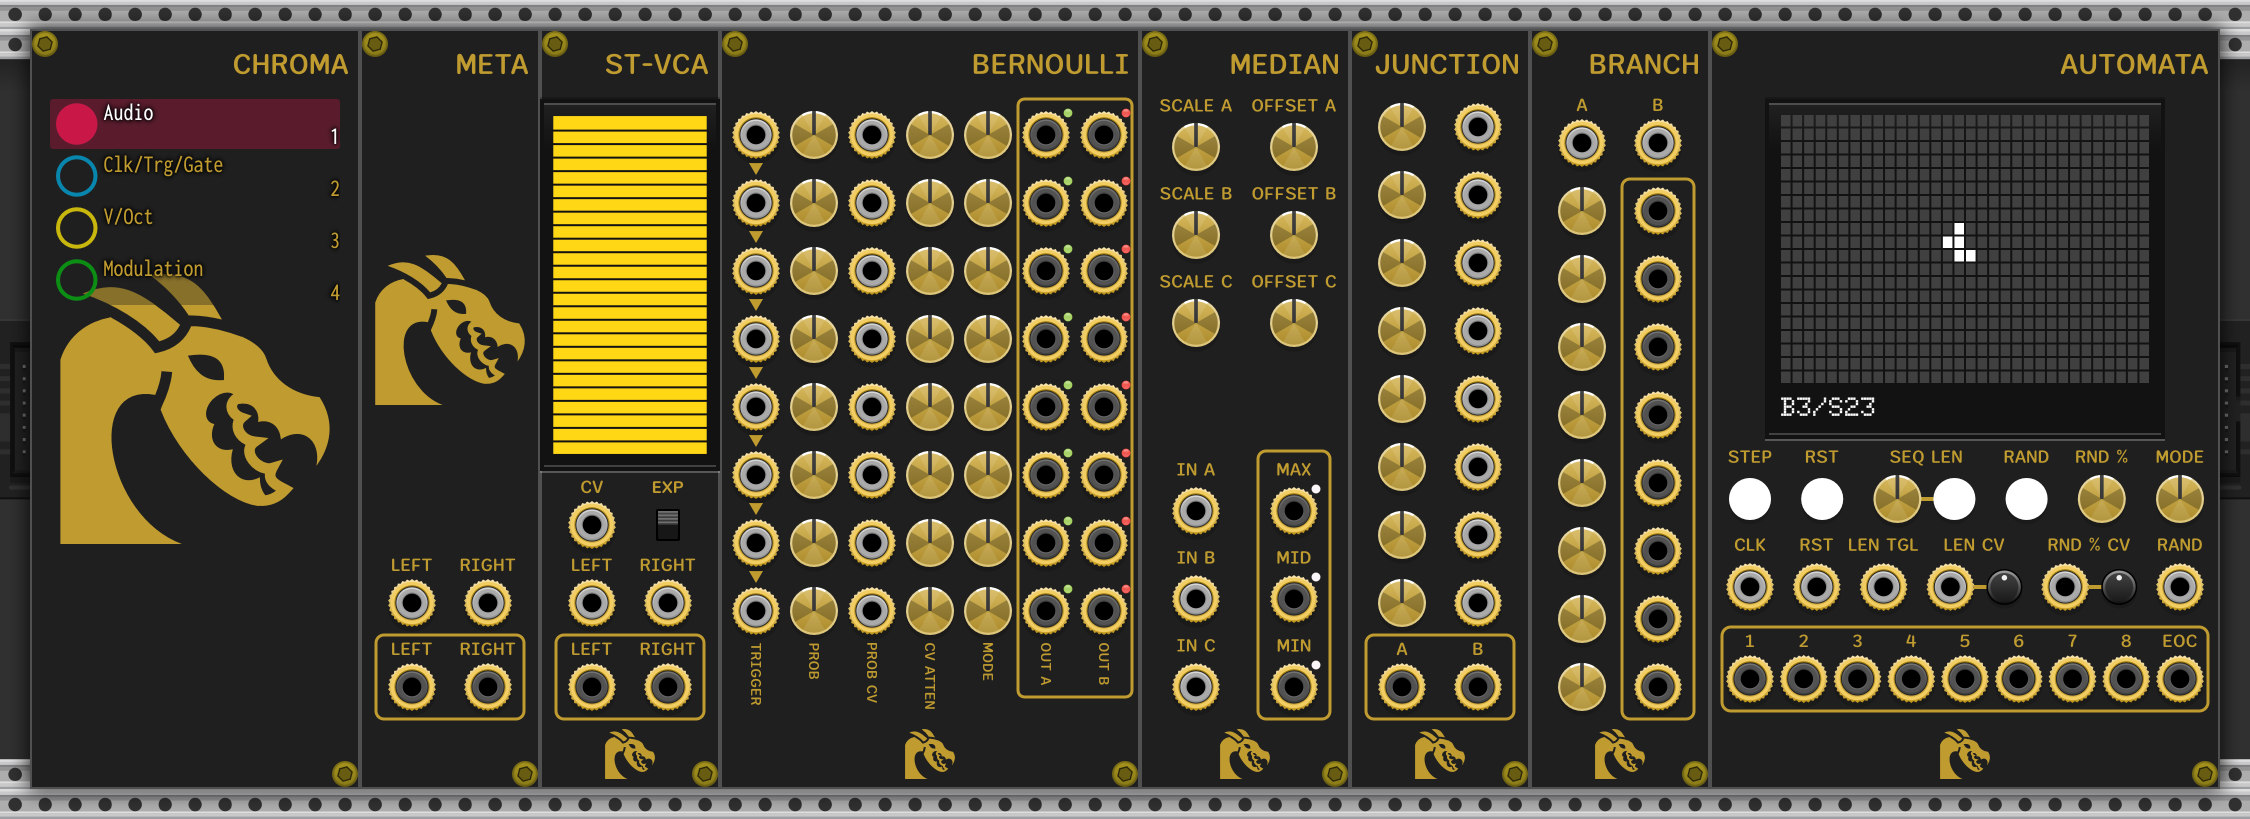 CHROMA
Audio
1
Clk/Trg/Gate
2
V/Oct
3
Modulation
4
META
LEFT RIGHT
LEFT RIGHT
ST-VCA
CV EXP
LEFT RIGHT
LEFT RIGHT
BERNOULLI
TRIGGER PROB PROB CV CV ATTEN MODE OUT A OUT B
MEDIAN
SCALE A OFFSET A
SCALE B OFFSET B
SCALE C OFFSET C
IN A MAX
IN B MID
IN C MIN
JUNCTION
A B
BRANCH
A B
AUTOMATA
B3/S23
STEP RST SEQ LEN RAND RND % MODE
CLK RST LEN TGL LEN CV RND % CV RAND
1 2 3 4 5 6 7 8 EOC